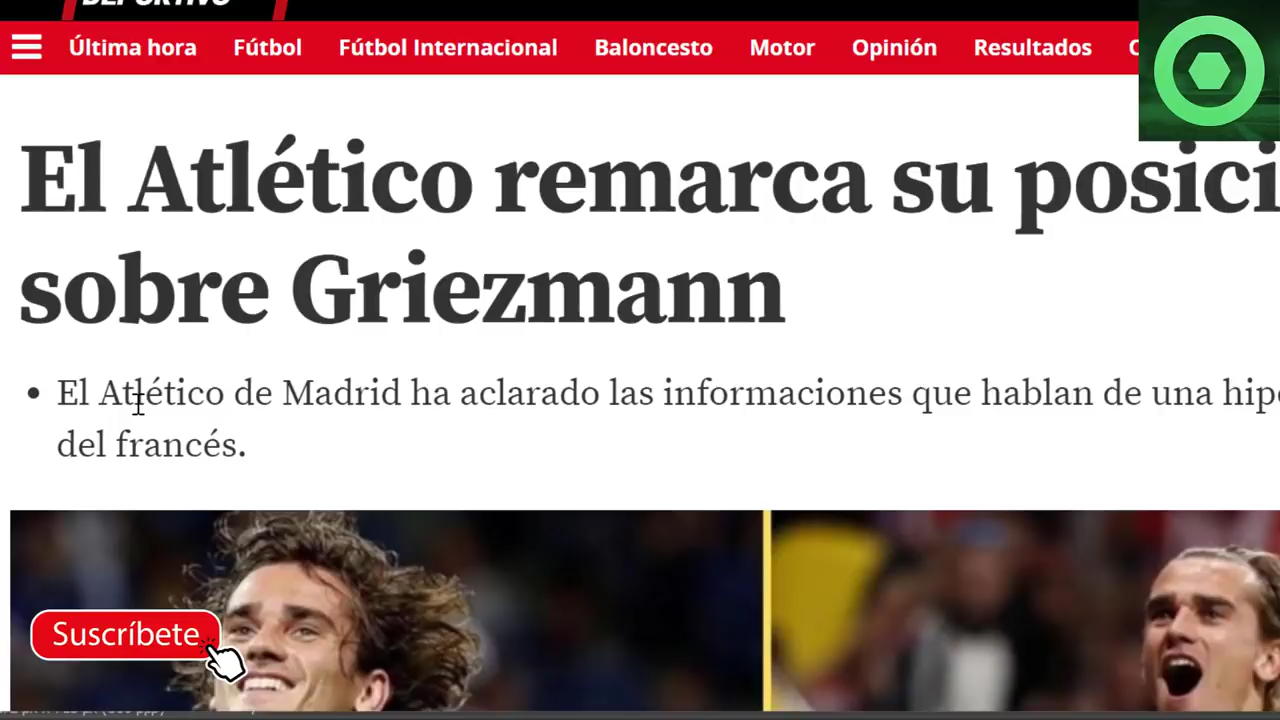 DEPORTIVO
Última hora Fútbol Fútbol Internacional Baloncesto Motor Opinión Resultados
El Atlético remarca su posici
sobre Griezmann
• El Atlético de Madrid ha aclarado las informaciones que hablan de una hip
del francés.
Suscríbete